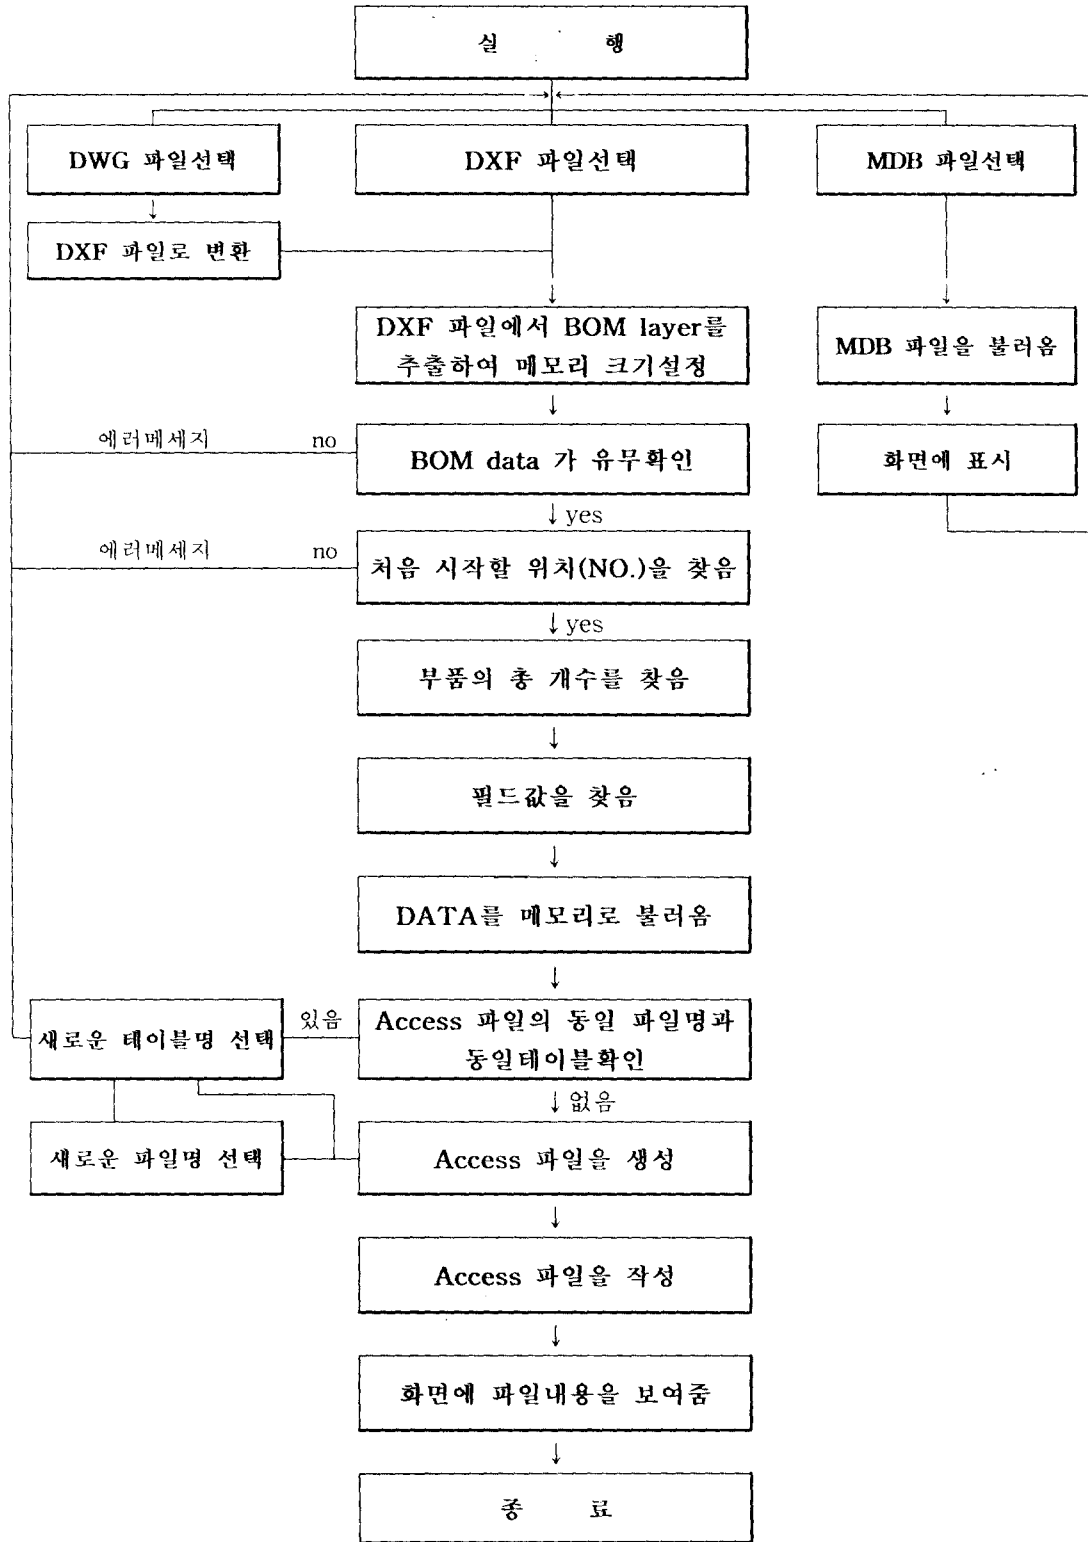 실 행
DWG 파일선택
DXF 파일선택
MDB 파일선택
DXF 파일로 변환
DXF 파일에서 BOM layer를
추출하여 메모리 크기설정
MDB 파일을 불러옴
에러메세지 no
BOM data 가 유무확인
화면에 표시
yes
에러메세지 no
처음 시작할 위치(NO.)을 찾음
yes
부품의 총 개수를 찾음
필드값을 찾음
DATA를 메모리로 불러옴
새로운 테이블명 선택
있음
Access 파일의 동일 파일명과
동일테이블확인
없음
새로운 파일명 선택
Access 파일을 생성
Access 파일을 작성
화면에 파일내용을 보여줌
종 료